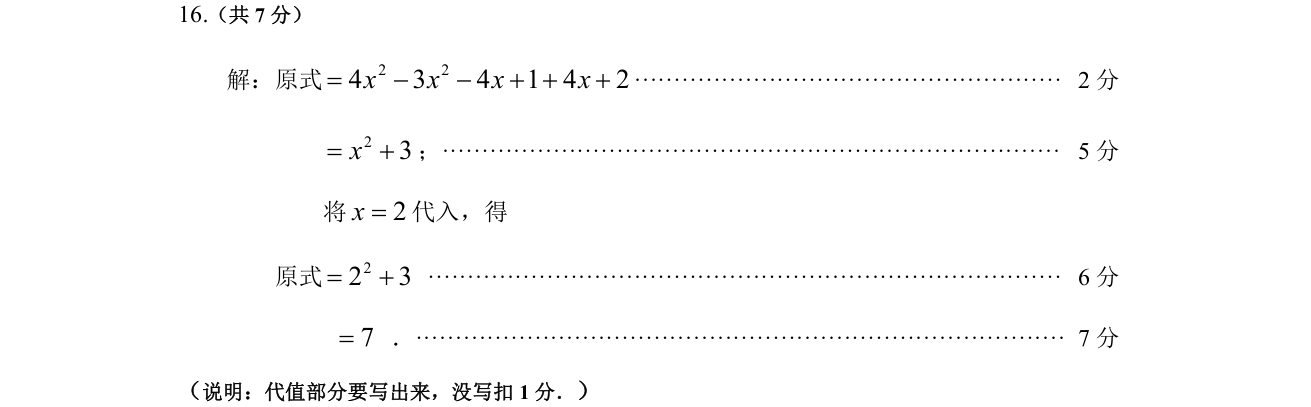 16.（共 7 分）
解：原式 = 4x² − 3x² − 4x + 1 + 4x + 2 ………………………………………………… 2 分
= x² + 3；………………………………………………………………… 5 分
将 x = 2 代入，得
原式 = 2² + 3 ………………………………………………………………… 6 分
= 7 ．………………………………………………………………… 7 分
（说明：代值部分要写出来，没写扣 1 分．）